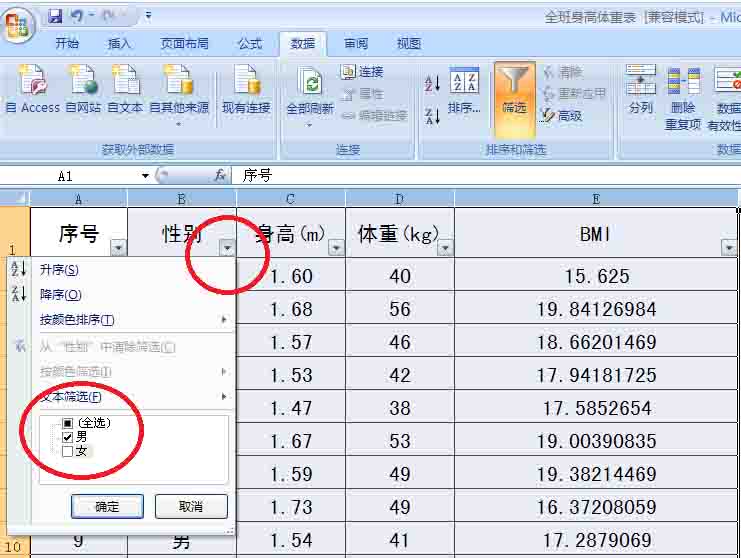 全班身高体重表 [兼容模式] - Mic
开始 插入 页面布局 公式 数据 审阅 视图
自 Access 自网站 自文本 自其他来源 现有连接 全部刷新 连接 属性 编辑链接 排序... 筛选 清除 重新应用 高级 分列 删除重复项 数据有效性
获取外部数据 连接 排序和筛选 数据
A1 fx 序号
A B C D E
1 序号 性别 身高(m) 体重(kg) BMI
1.60 40 15.625
1.68 56 19.84126984
1.57 46 18.66201469
1.53 42 17.94181725
1.47 38 17.5852654
1.67 53 19.00390835
1.59 49 19.38214469
1.73 49 16.37208059
10 9 男 1.54 41 17.2879069
升序(S)
降序(O)
按颜色排序(T)
从"性别"中清除筛选(C)
按颜色筛选(I)
文本筛选(F)
(全选)
男
女
确定 取消